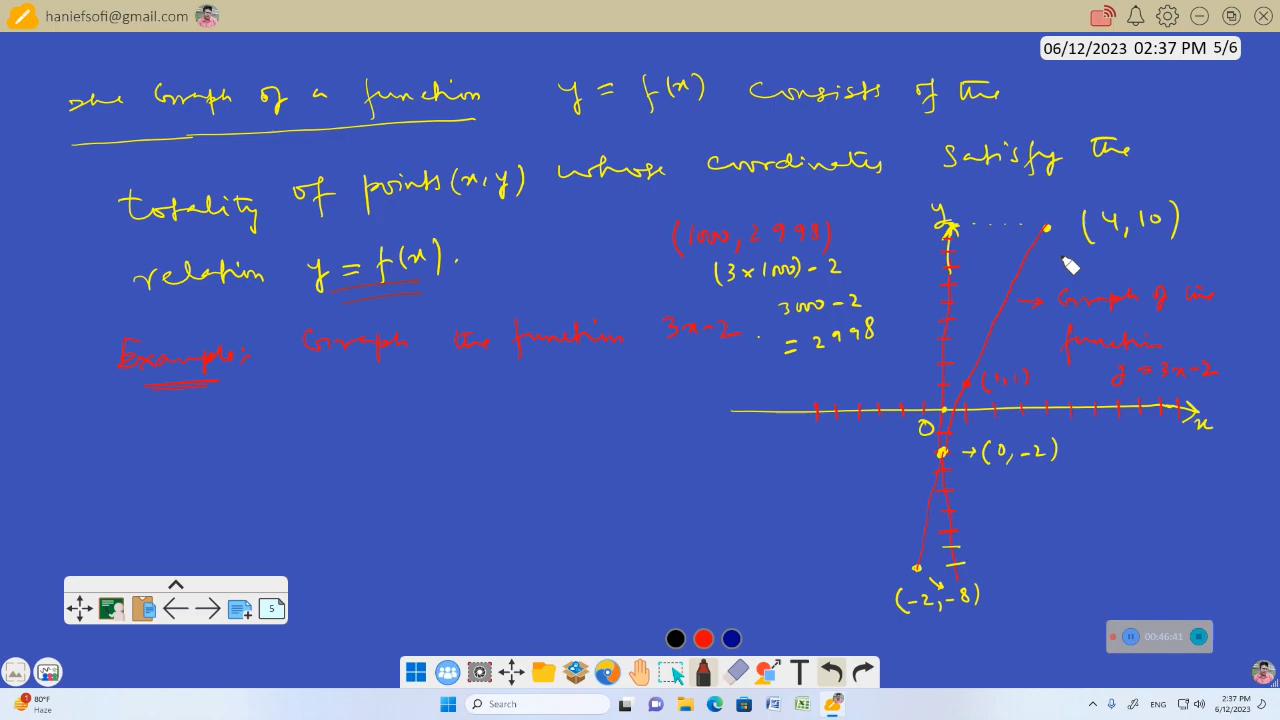 haniefsofi@gmail.com
06/12/2023 02:37 PM 5/6
The Graph of a function y = f(x) consists of the
totality of points (x,y) whose coordinates satisfy the
relation y = f(x).
Example: Graph the function 3x-2.
(1000, 2998)
(3 x 1000) - 2
3000 - 2
= 2998
y
(4,10)
→ Graph of the
function
y = 3x-2
(1,1)
0
x
→(0,-2)
(-2,-8)
5
00:46:41
T
80°F
Haze
Search
2:37 PM
6/12/2023